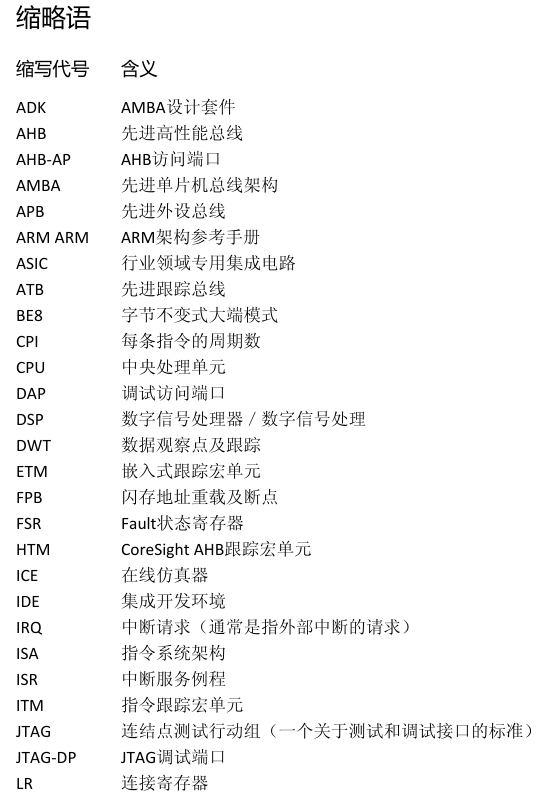 缩略语
缩写代号 含义
ADK AMBA设计套件
AHB 先进高性能总线
AHB-AP AHB访问端口
AMBA 先进单片机总线架构
APB 先进外设总线
ARM ARM ARM架构参考手册
ASIC 行业领域专用集成电路
ATB 先进跟踪总线
BE8 字节不变式大端模式
CPI 每条指令的周期数
CPU 中央处理单元
DAP 调试访问端口
DSP 数字信号处理器 / 数字信号处理
DWT 数据观察点及跟踪
ETM 嵌入式跟踪宏单元
FPB 闪存地址重载及断点
FSR Fault状态寄存器
HTM CoreSight AHB跟踪宏单元
ICE 在线仿真器
IDE 集成开发环境
IRQ 中断请求（通常是指外部中断的请求）
ISA 指令系统架构
ISR 中断服务例程
ITM 指令跟踪宏单元
JTAG 连结点测试行动组（一个关于测试和调试接口的标准）
JTAG-DP JTAG调试端口
LR 连接寄存器